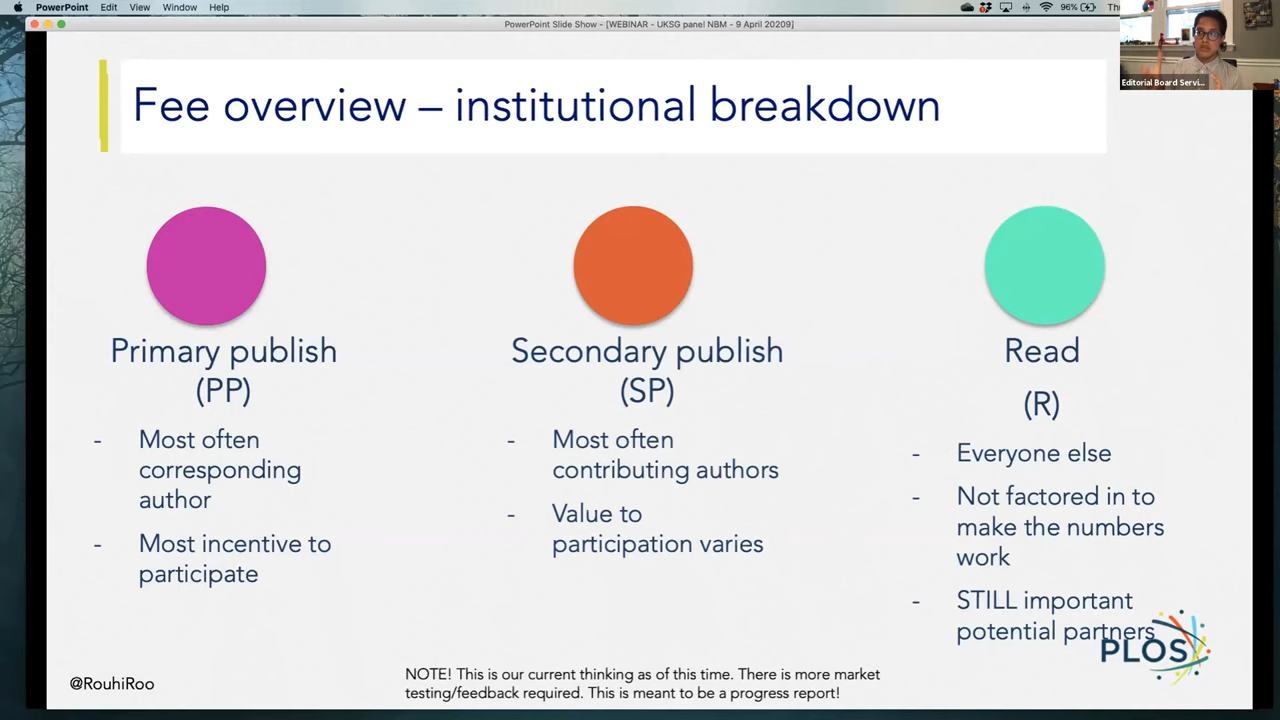 PowerPoint Edit View Window Help
96%
Thu
PowerPoint Slide Show - [WEBINAR - UKSG panel NBM - 9 April 20209]
Editorial Board Servi...
Fee overview – institutional breakdown
Primary publish
(PP)
- Most often
corresponding
author
- Most incentive to
participate
Secondary publish
(SP)
- Most often
contributing authors
- Value to
participation varies
Read
(R)
- Everyone else
- Not factored in to
make the numbers
work
- STILL important
potential partners
PLOS
@RouhiRoo
NOTE! This is our current thinking as of this time. There is more market
testing/feedback required. This is meant to be a progress report!